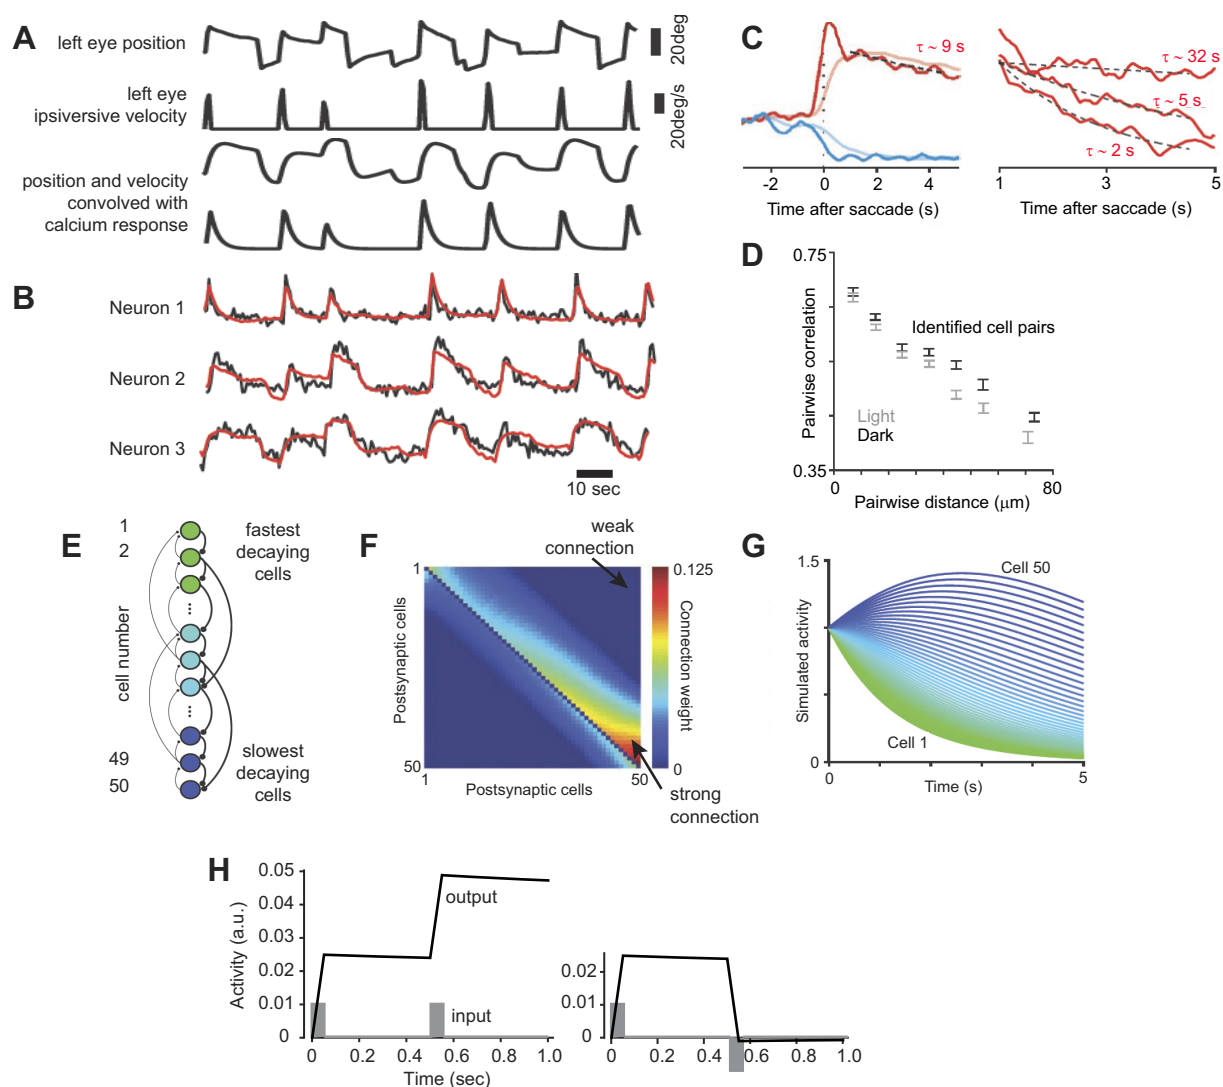 A
left eye position
20deg
left eye
ipsiversive velocity
20deg/s
position and velocity
convolved with
calcium response
B
Neuron 1
Neuron 2
Neuron 3
10 sec
C
τ ~ 9 s
τ ~ 32 s
τ ~ 5 s
τ ~ 2 s
-2 0 2 4
Time after saccade (s)
1 3 5
Time after saccade (s)
D
0.75
Pairwise correlation
Identified cell pairs
Light
Dark
0.35
0 80
Pairwise distance (μm)
E
1
2
cell number
49
50
fastest
decaying
cells
slowest
decaying
cells
F
weak
connection
1
Postsynaptic cells
50
1 50
Postsynaptic cells
0.125
Connection weight
0
strong
connection
G
1.5
Simulated activity
0
Cell 50
Cell 1
0 5
Time (s)
H
0.05
0.04
0.03
0.02
0.01
0
Activity (a.u.)
output
input
0 0.2 0.4 0.6 0.8 1.0
Time (sec)
0.02
0.01
0
0 0.2 0.4 0.6 0.8 1.0